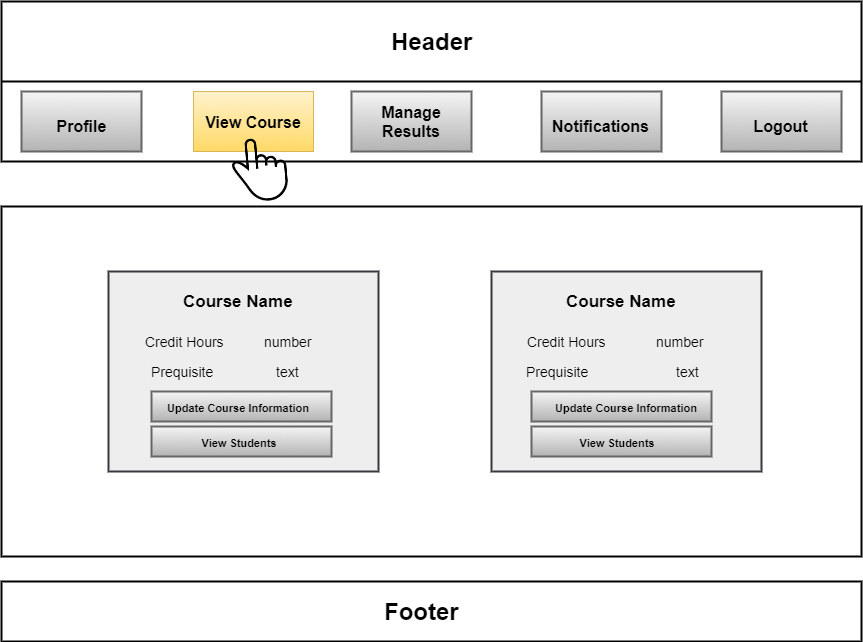 Header
Profile
View Course
Manage
Results
Notifications
Logout
Course Name
Credit Hours number
Prequisite text
Update Course Information
View Students
Course Name
Credit Hours number
Prequisite text
Update Course Information
View Students
Footer